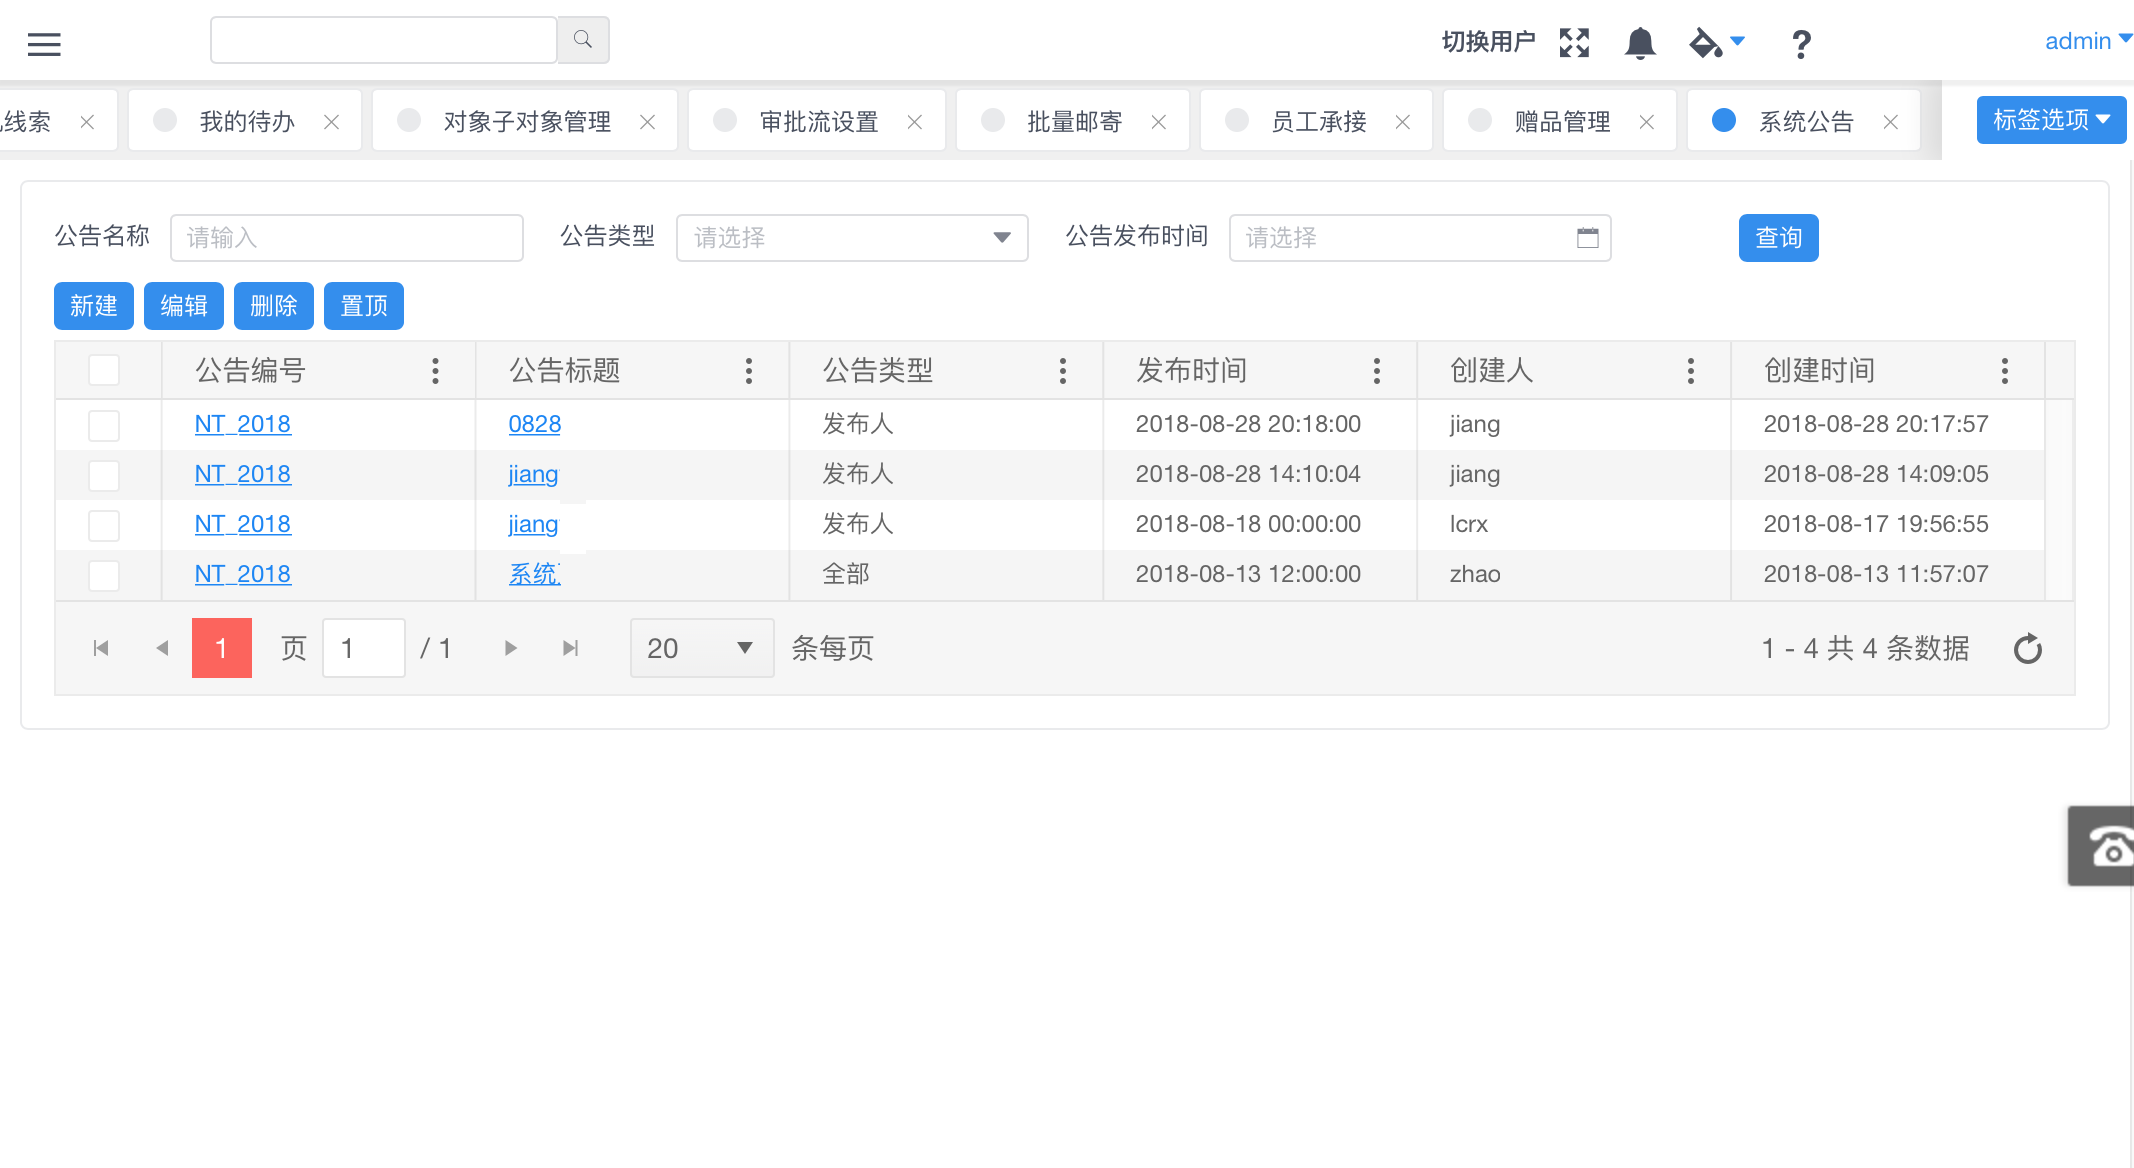 切换用户 admin
线索 我的待办 对象子对象管理 审批流设置 批量邮寄 员工承接 赠品管理 系统公告 标签选项
公告名称 请输入 公告类型 请选择 公告发布时间 请选择 查询
新建 编辑 删除 置顶
公告编号 公告标题 公告类型 发布时间 创建人 创建时间
NT_2018 0828 发布人 2018-08-28 20:18:00 jiang 2018-08-28 20:17:57
NT_2018 jiang 发布人 2018-08-28 14:10:04 jiang 2018-08-28 14:09:05
NT_2018 jiang 发布人 2018-08-18 00:00:00 lcrx 2018-08-17 19:56:55
NT_2018 系统 全部 2018-08-13 12:00:00 zhao 2018-08-13 11:57:07
1 页 1 / 1 20 条每页 1 - 4 共 4 条数据